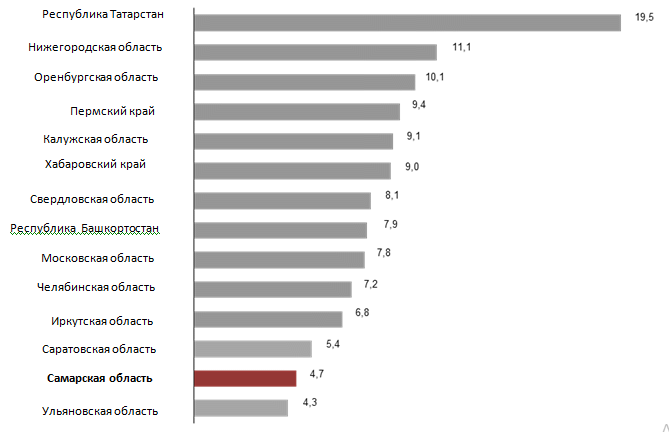 Республика Татарстан 19,5
Нижегородская область 11,1
Оренбургская область 10,1
Пермский край 9,4
Калужская область 9,1
Хабаровский край 9,0
Свердловская область 8,1
Республика Башкортостан 7,9
Московская область 7,8
Челябинская область 7,2
Иркутская область 6,8
Саратовская область 5,4
Самарская область 4,7
Ульяновская область 4,3